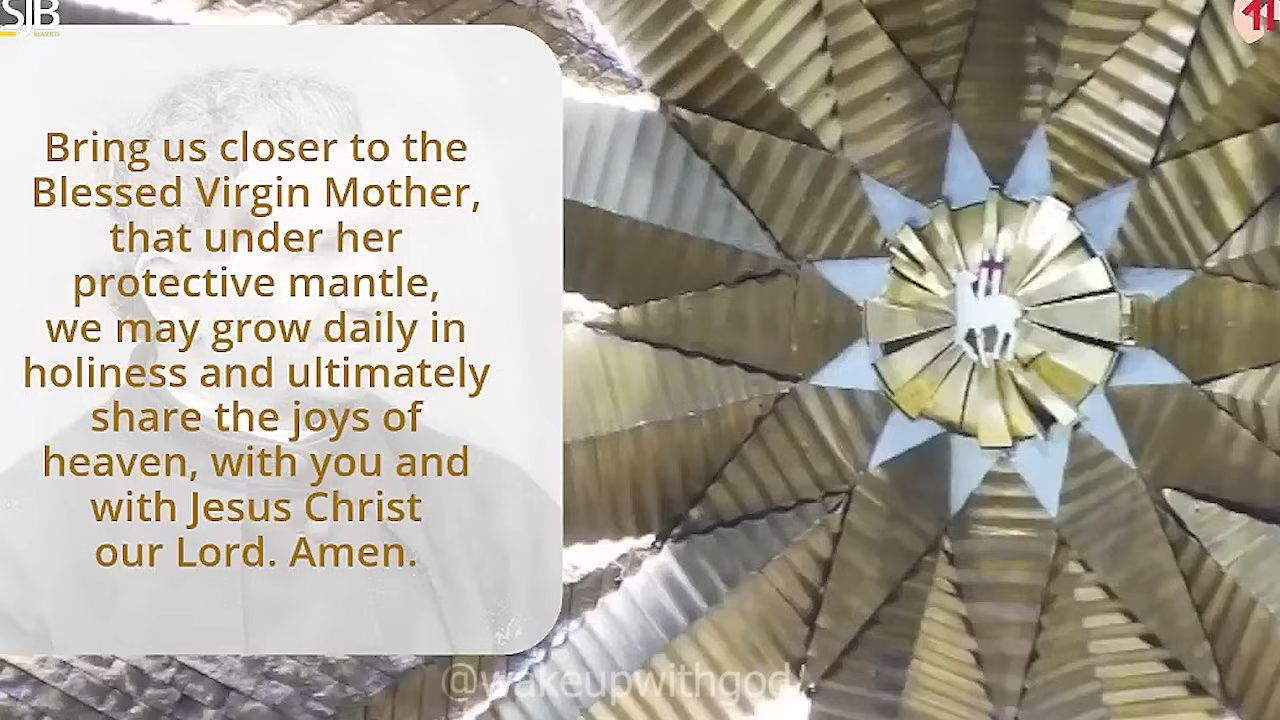 SJB
Bring us closer to the
Blessed Virgin Mother,
that under her
protective mantle,
we may grow daily in
holiness and ultimately
share the joys of
heaven, with you and
with Jesus Christ
our Lord. Amen.
@wakeupwithgod